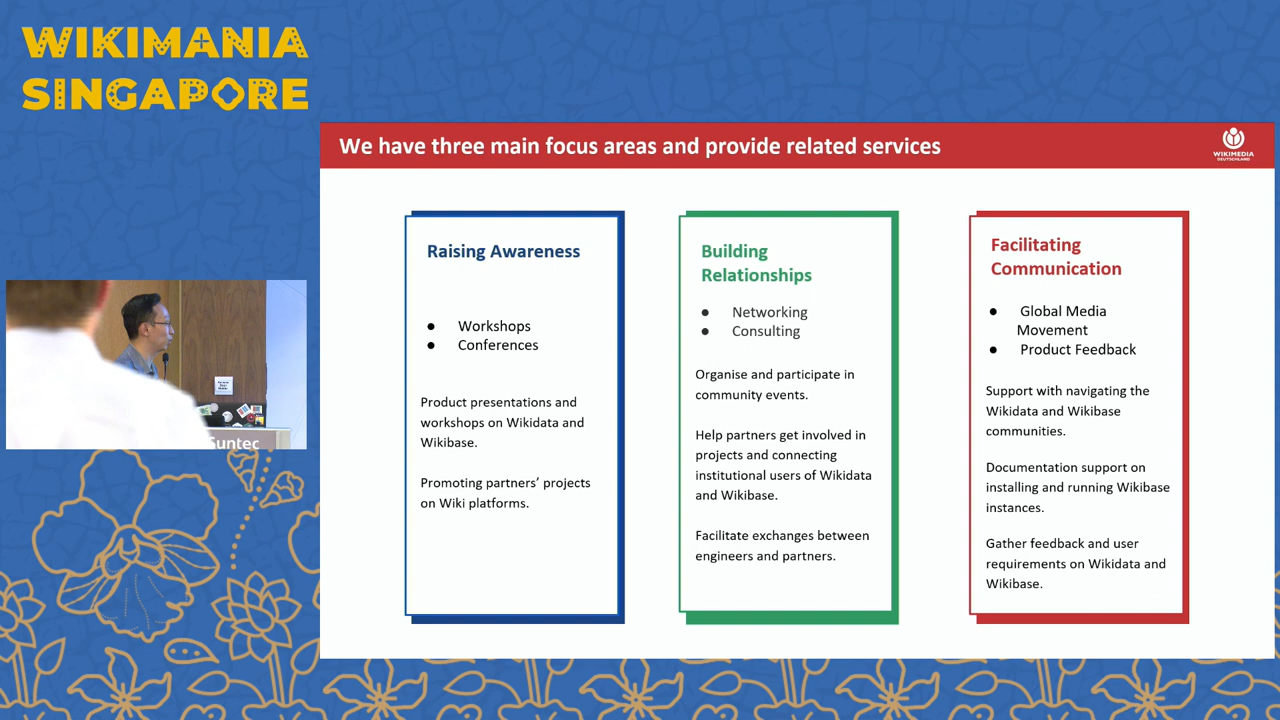 WIKIMANIA
SINGAPORE
We have three main focus areas and provide related services
WIKIMEDIA
DEUTSCHLAND
Raising Awareness
● Workshops
● Conferences
Product presentations and
workshops on Wikidata and
Wikibase.
Promoting partners' projects
on Wiki platforms.
Building
Relationships
● Networking
● Consulting
Organise and participate in
community events.
Help partners get involved in
projects and connecting
institutional users of Wikidata
and Wikibase.
Facilitate exchanges between
engineers and partners.
Facilitating
Communication
● Global Media
Movement
● Product Feedback
Support with navigating the
Wikidata and Wikibase
communities.
Documentation support on
installing and running Wikibase
instances.
Gather feedback and user
requirements on Wikidata and
Wikibase.
Suntec